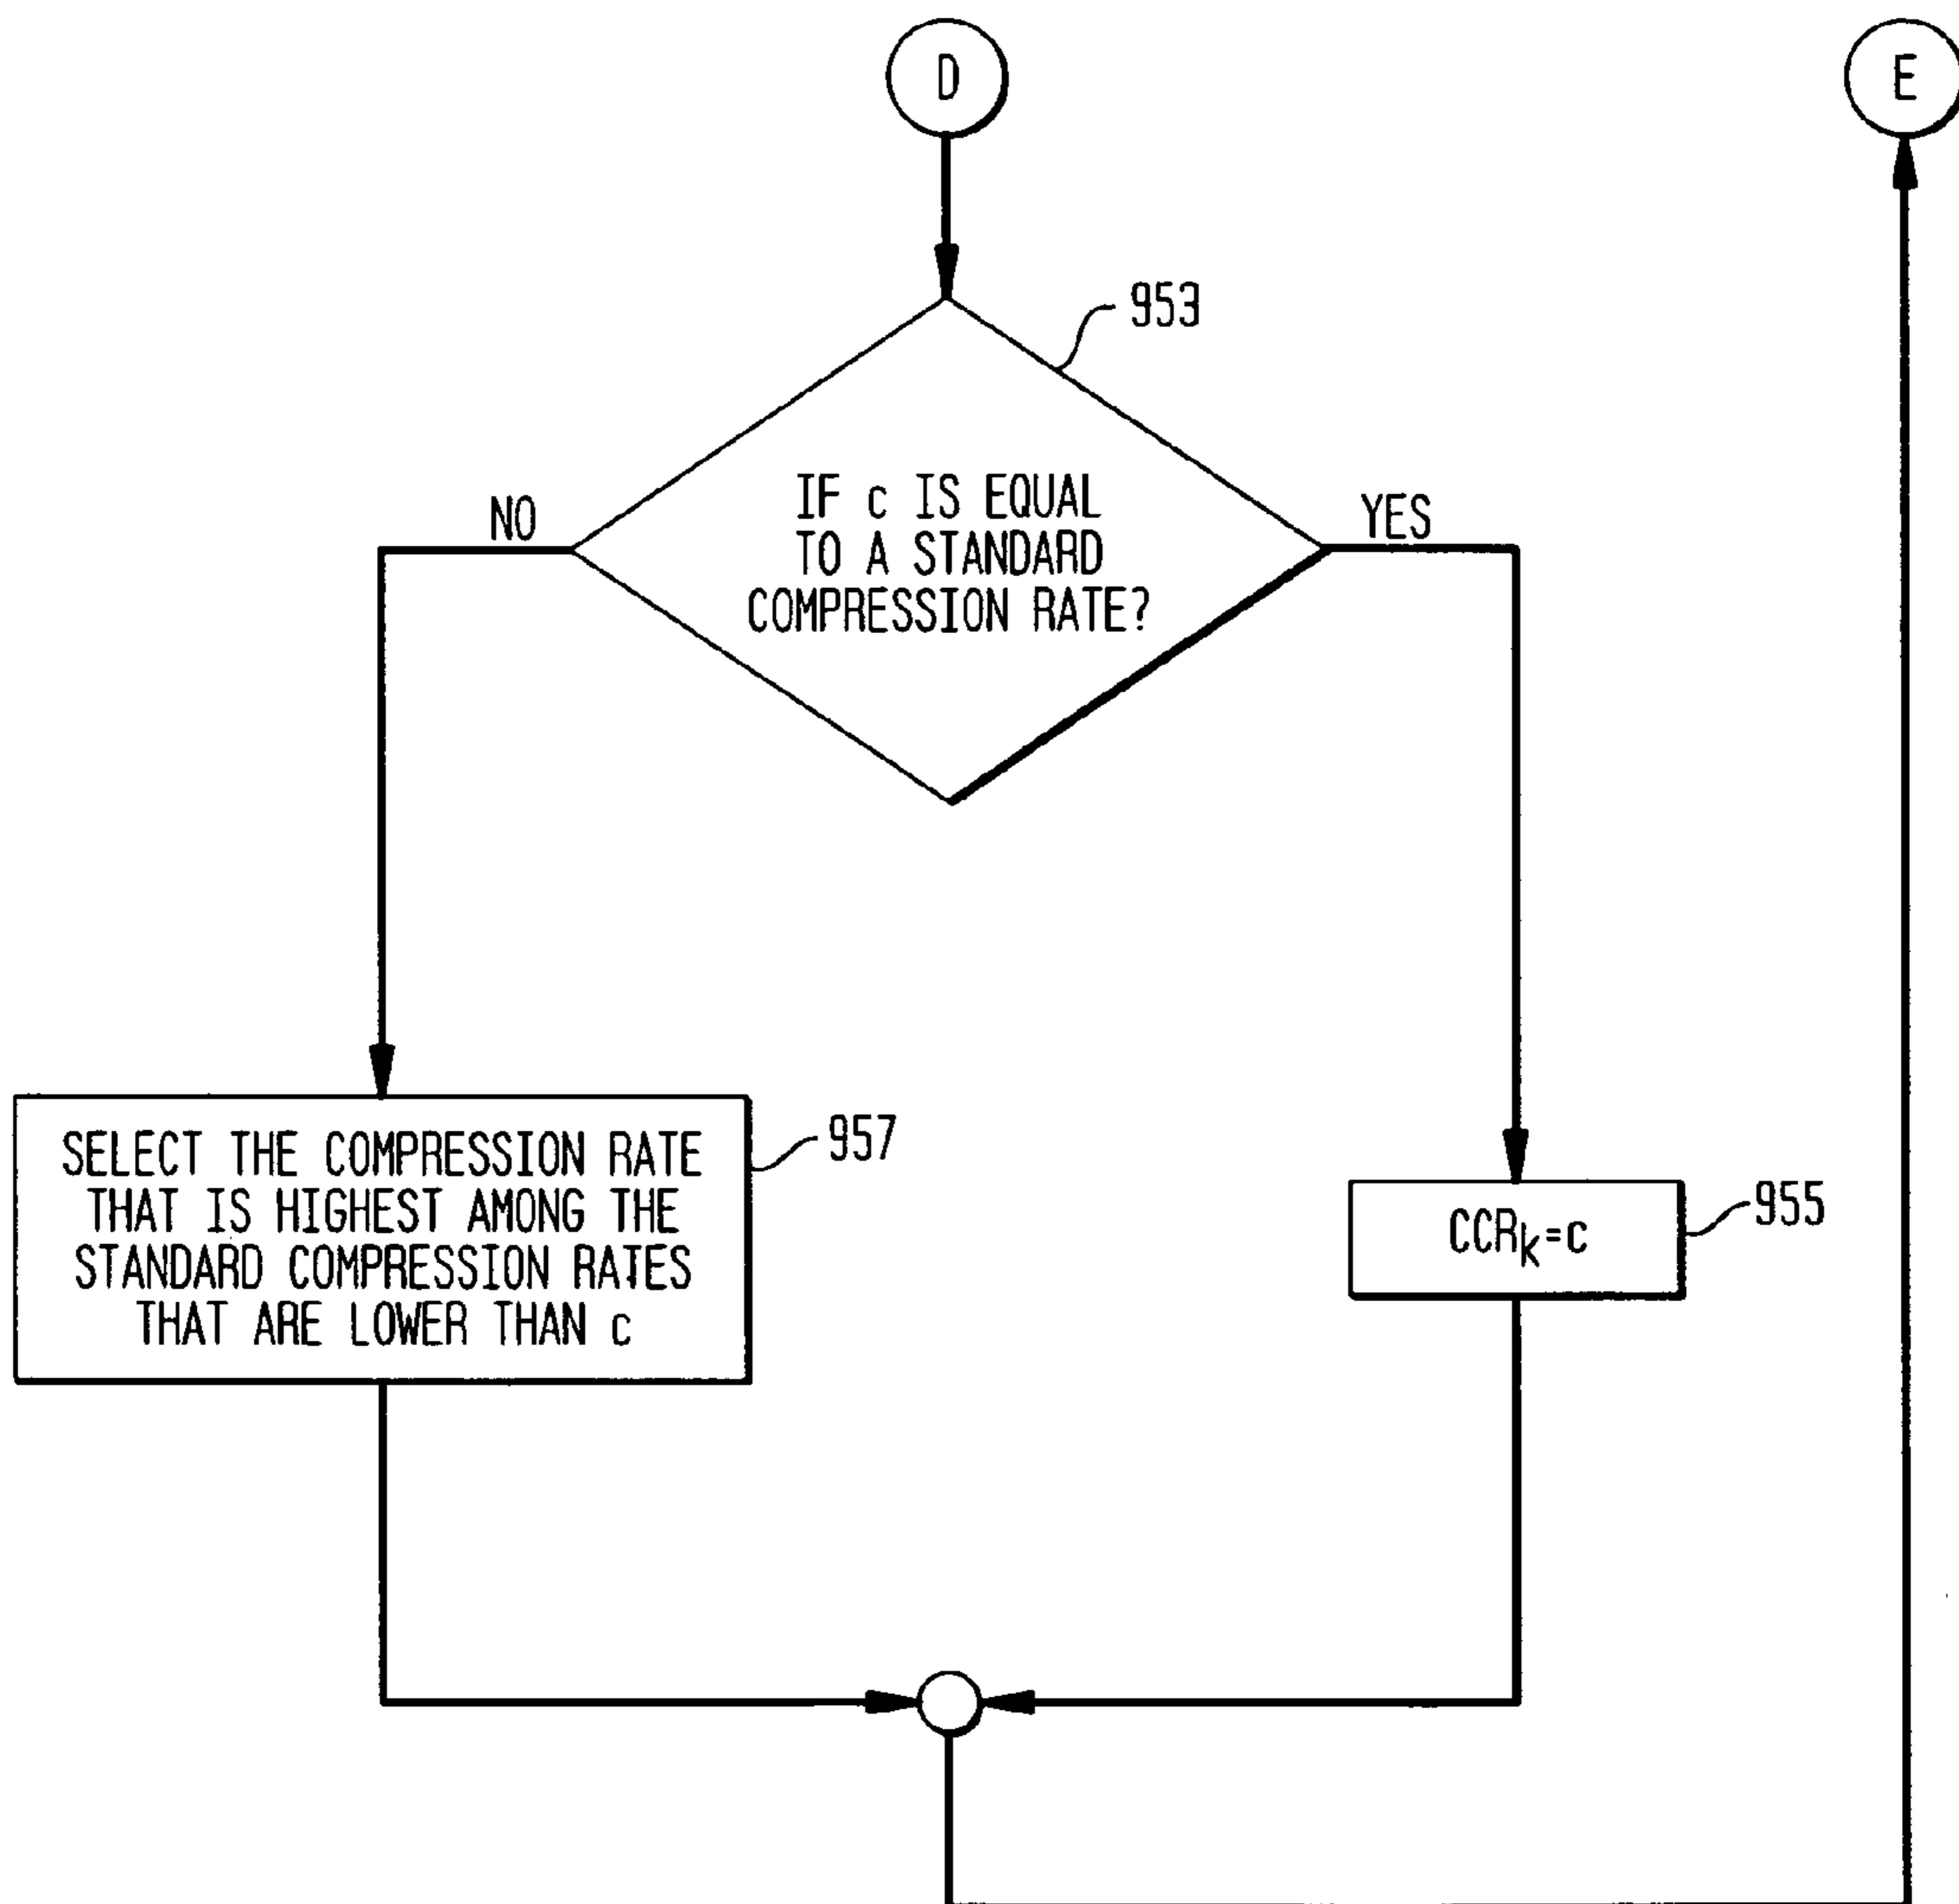 D
E
953
IF c IS EQUAL
TO A STANDARD
COMPRESSION RATE?
NO
YES
SELECT THE COMPRESSION RATE
THAT IS HIGHEST AMONG THE
STANDARD COMPRESSION RATES
THAT ARE LOWER THAN c
957
CCRk=c
955